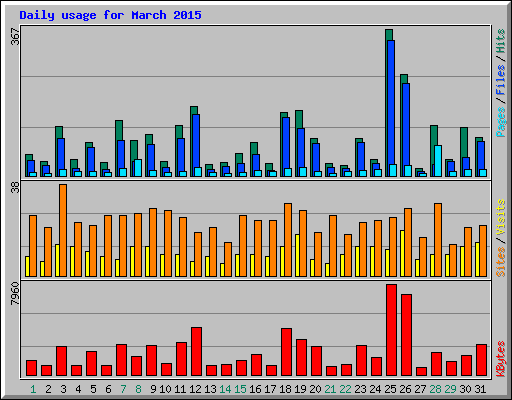 Daily usage for March 2015
367
Pages / Files / Hits
38
Sites / Visits
7960
KBytes
1 2 3 4 5 6 7 8 9 10 11 12 13 14 15 16 17 18 19 20 21 22 23 24 25 26 27 28 29 30 31